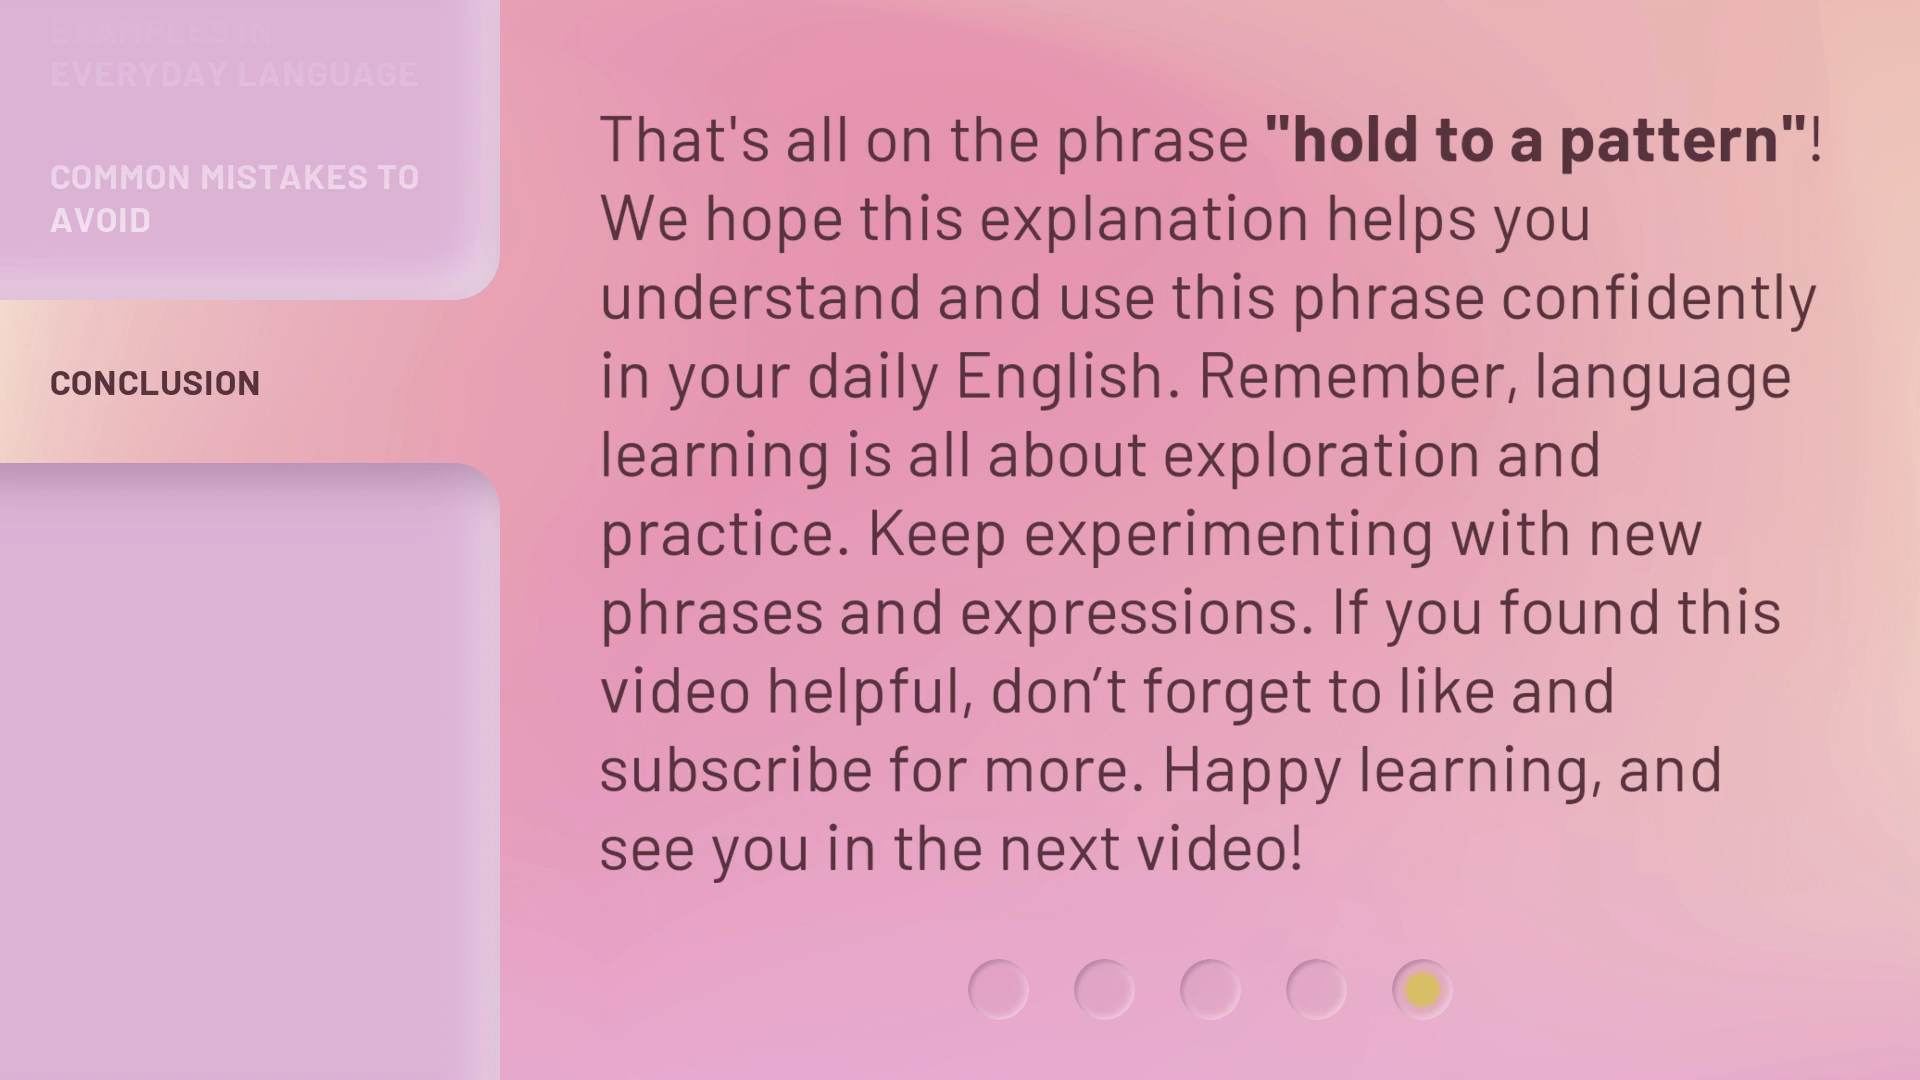 EXAMPLES IN
EVERYDAY LANGUAGE
COMMON MISTAKES TO
AVOID
CONCLUSION
That's all on the phrase "hold to a pattern"!
We hope this explanation helps you
understand and use this phrase confidently
in your daily English. Remember, language
learning is all about exploration and
practice. Keep experimenting with new
phrases and expressions. If you found this
video helpful, don’t forget to like and
subscribe for more. Happy learning, and
see you in the next video!